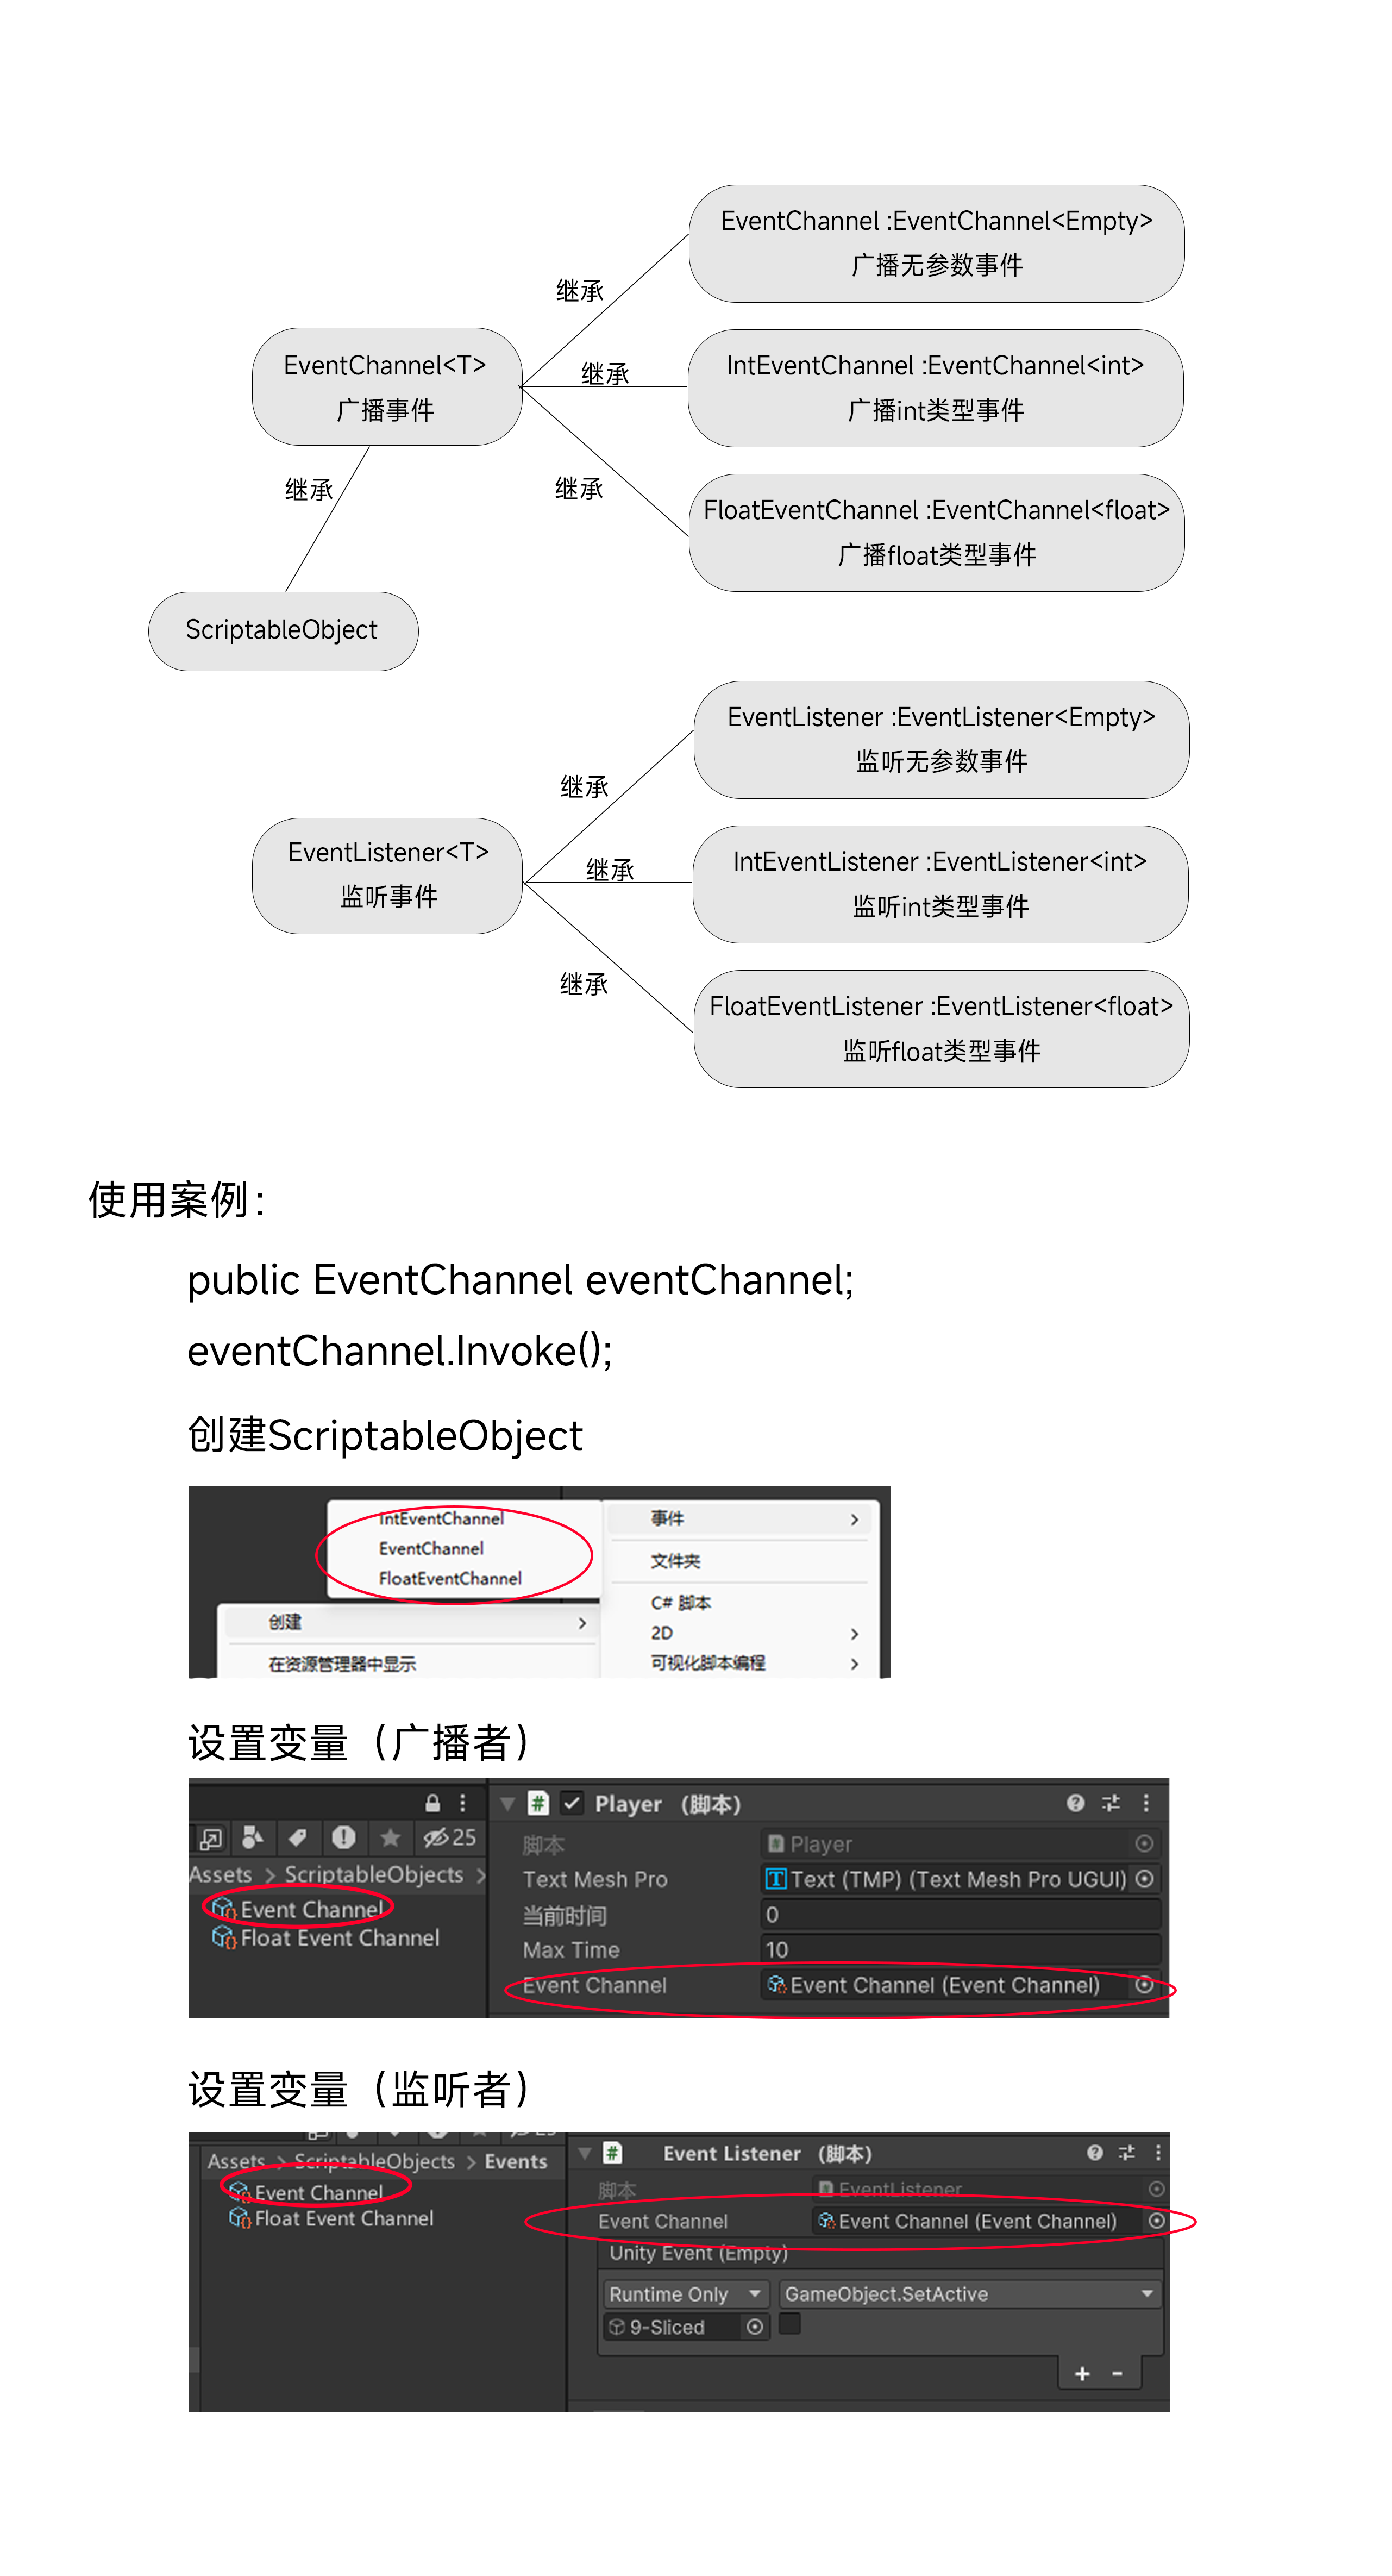 EventChannel :EventChannel<Empty>
广播无参数事件
继承
EventChannel<T>
广播事件
继承
IntEventChannel :EventChannel<int>
广播int类型事件
继承
FloatEventChannel :EventChannel<float>
广播float类型事件
继承
ScriptableObject
EventListener :EventListener<Empty>
监听无参数事件
继承
EventListener<T>
监听事件
继承
IntEventListener :EventListener<int>
监听int类型事件
继承
FloatEventListener :EventListener<float>
监听float类型事件
使用案例：
public EventChannel eventChannel;
eventChannel.Invoke();
创建ScriptableObject
IntEventChannel
EventChannel
FloatEventChannel
事件
文件夹
C# 脚本
2D
可视化脚本编程
创建
在资源管理器中显示
设置变量（广播者）
25
Assets > ScriptableObjects >
Event Channel
Float Event Channel
# Player （脚本）
脚本 # Player
Text Mesh Pro T Text (TMP) (Text Mesh Pro UGUI)
当前时间 0
Max Time 10
Event Channel Event Channel (Event Channel)
设置变量（监听者）
Assets > ScriptableObjects > Events
Event Channel
Float Event Channel
# Event Listener （脚本）
脚本 # EventListener
Event Channel Event Channel (Event Channel)
Unity Event (Empty)
Runtime Only GameObject.SetActive
9-Sliced
+ -